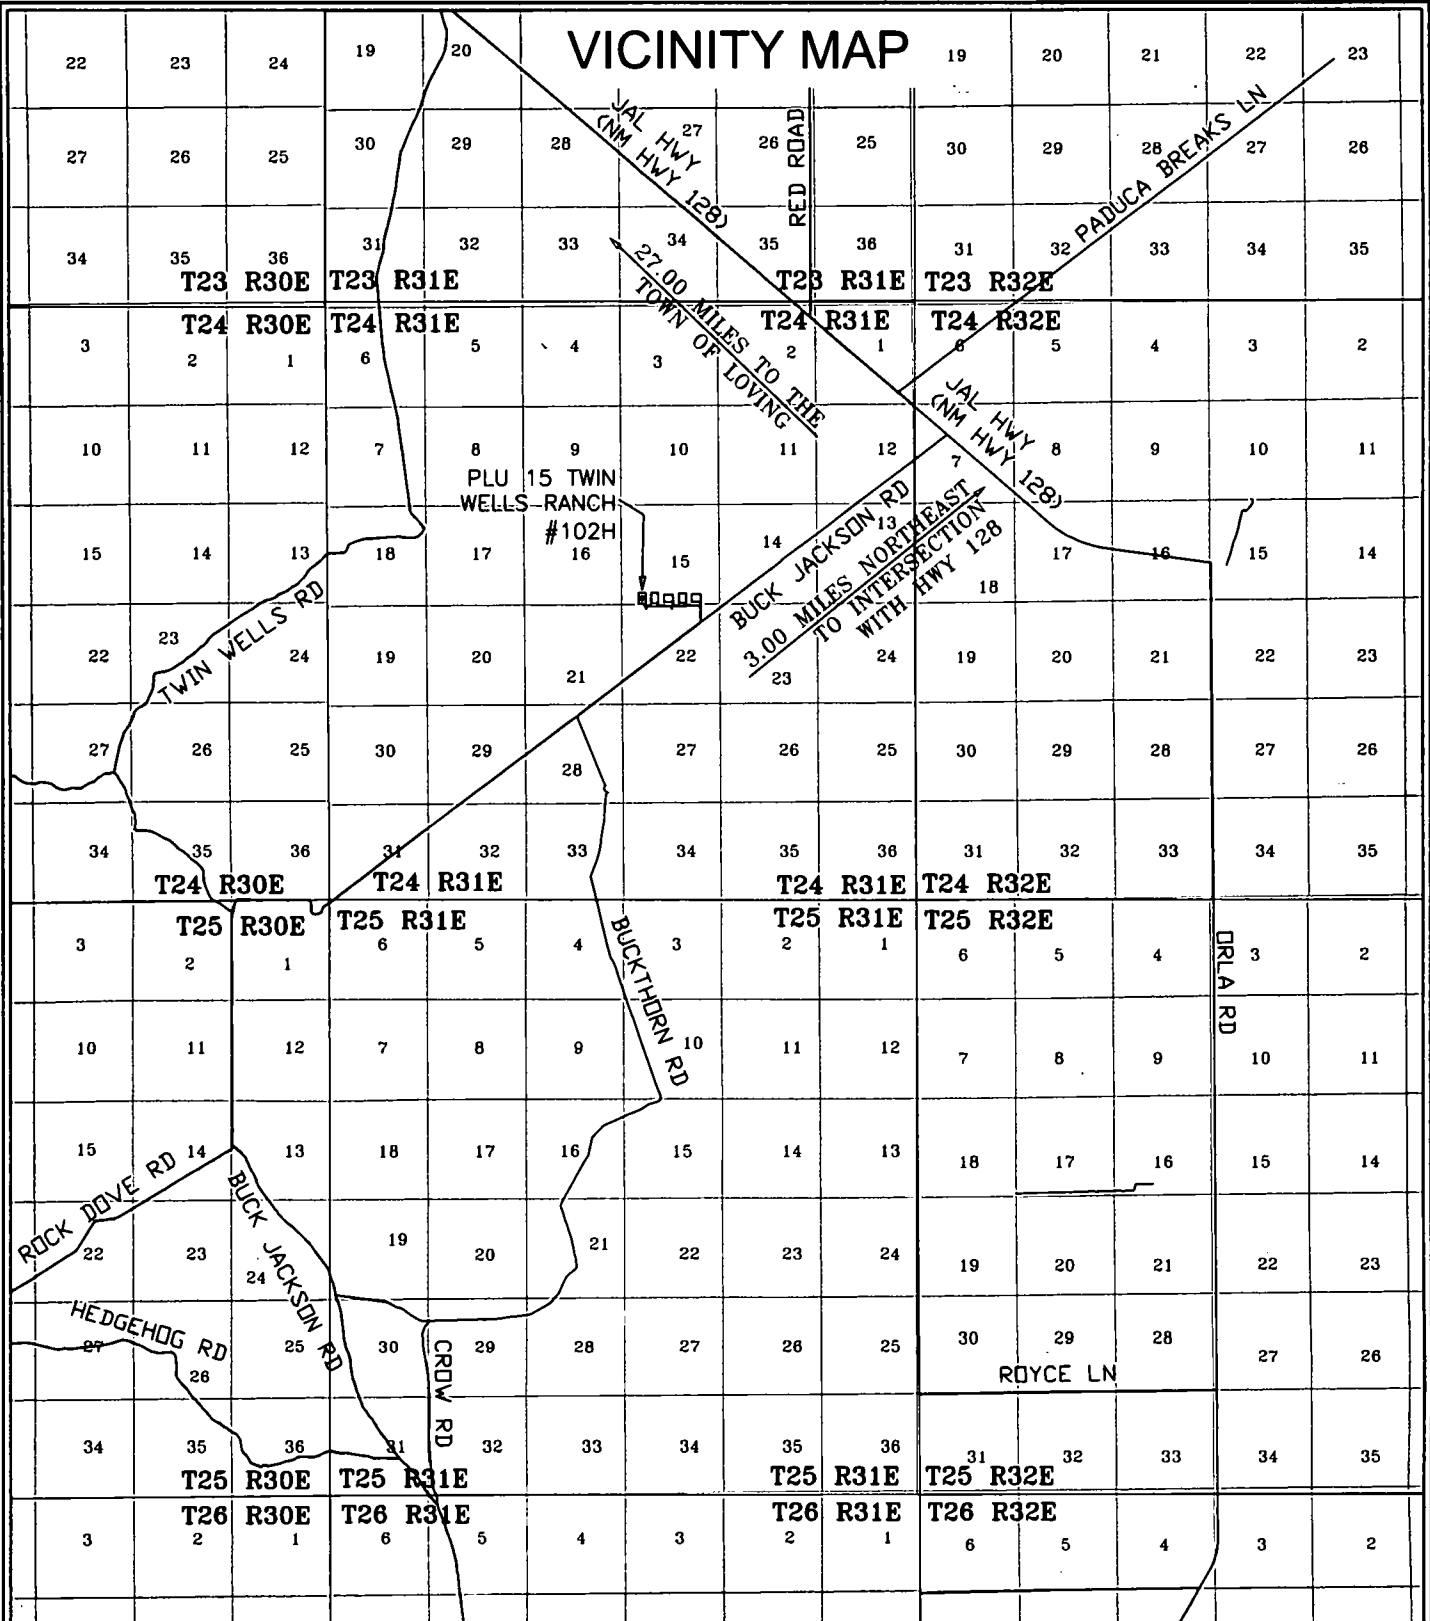 VICINITY MAP
22 23 24 19 20 19 20 21 22 23
JAL HWY
(NM HWY 128)
RED ROAD
PADUCA BREAKS LN
27 26 25 30 29 28 27 26 25 30 29 28 27 26
34 35 36 31 32 33 34 35 36 31 32 33 34 35
T23 R30E T23 R31E T23 R31E T23 R32E
27.00 MILES TO THE
TOWN OF LOVING
T24 R30E T24 R31E T24 R31E T24 R32E
3 2 1 6 5 4 3 2 1 6 5 4 3 2
JAL HWY
(NM HWY 128)
10 11 12 7 8 9 10 11 12 7 8 9 10 11
PLU 15 TWIN
WELLS RANCH
#102H
BUCK JACKSON RD
3.00 MILES NORTHEAST
TO INTERSECTION
WITH HWY 128
15 14 13 18 17 16 15 14 13 18 17 16 15 14
TWIN WELLS RD
22 23 24 19 20 21 22 23 24 19 20 21 22 23
27 26 25 30 29 28 27 26 25 30 29 28 27 26
34 35 36 31 32 33 34 35 36 31 32 33 34 35
T24 R30E T24 R31E T24 R31E T24 R32E
T25 R30E T25 R31E T25 R31E T25 R32E
3 2 1 6 5 4 3 2 1 6 5 4 3 2
BUCKTHORN RD
ORLA RD
10 11 12 7 8 9 10 11 12 7 8 9 10 11
15 14 13 18 17 16 15 14 13 18 17 16 15 14
ROCK DOVE RD
BUCK JACKSON RD
22 23 24 19 20 21 22 23 24 19 20 21 22 23
HEDGEHOG RD
27 26 25 30 29 28 27 26 25 30 29 28 27 26
CROW RD
ROYCE LN
34 35 36 31 32 33 34 35 36 31 32 33 34 35
T25 R30E T25 R31E T25 R31E T25 R32E
T26 R30E T26 R31E T26 R31E T26 R32E
3 2 1 6 5 4 3 2 1 6 5 4 3 2